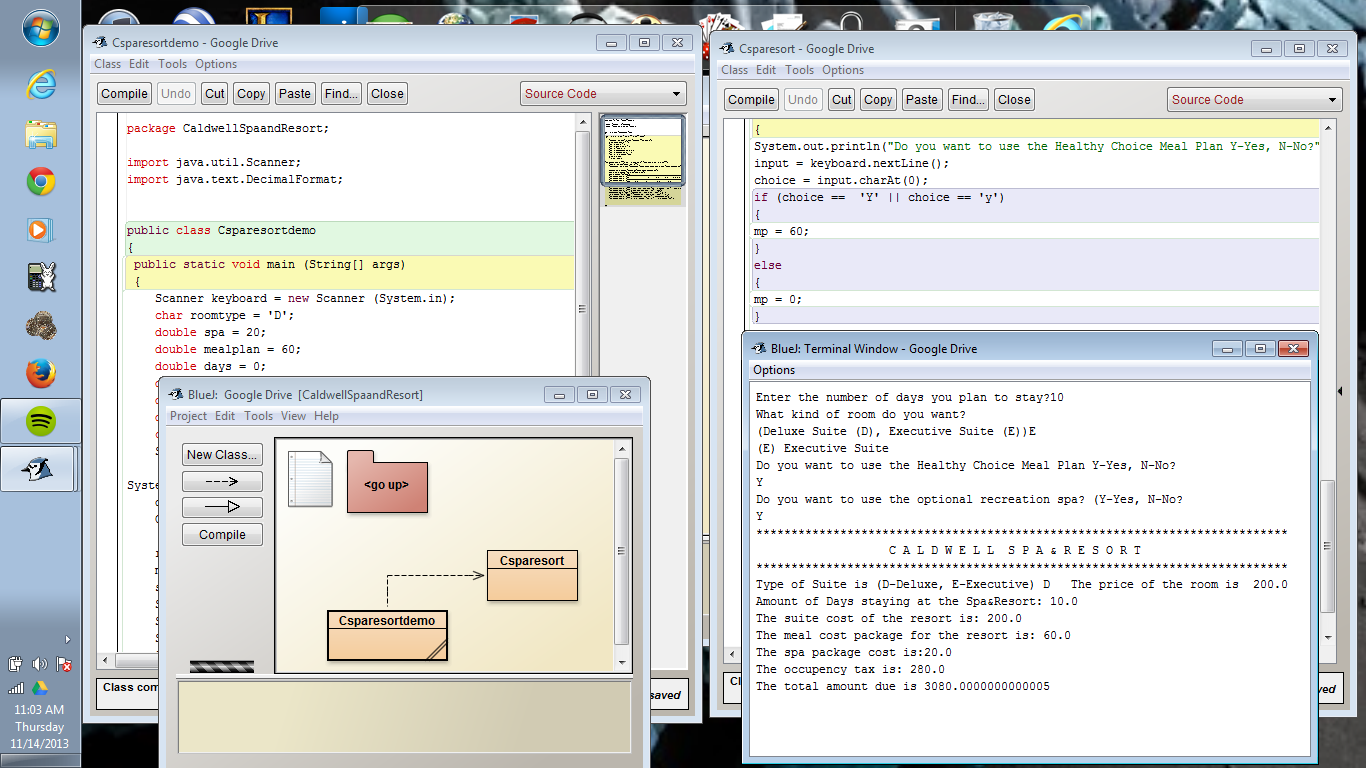 Csparesortdemo - Google Drive
Class Edit Tools Options
Compile Undo Cut Copy Paste Find... Close Source Code
package CaldwellSpaandResort;
import java.util.Scanner;
import java.text.DecimalFormat;
public class Csparesortdemo
{
public static void main (String[] args)
{
Scanner keyboard = new Scanner (System.in);
char roomtype = 'D';
double spa = 20;
double mealplan = 60;
double days = 0;
Syste
Class com
saved
BlueJ: Google Drive [CaldwellSpaandResort]
Project Edit Tools View Help
New Class...
Compile
<go up>
Csparesort
Csparesortdemo
Csparesort - Google Drive
Class Edit Tools Options
Compile Undo Cut Copy Paste Find... Close Source Code
{
System.out.println("Do you want to use the Healthy Choice Meal Plan Y-Yes, N-No?"
input = keyboard.nextLine();
choice = input.charAt(0);
if (choice == 'Y' || choice == 'y')
{
mp = 60;
}
else
{
mp = 0;
}
BlueJ: Terminal Window - Google Drive
Options
Enter the number of days you plan to stay?10
What kind of room do you want?
(Deluxe Suite (D), Executive Suite (E))E
(E) Executive Suite
Do you want to use the Healthy Choice Meal Plan Y-Yes, N-No?
Y
Do you want to use the optional recreation spa? (Y-Yes, N-No?
Y
****************************************************************************
C A L D W E L L S P A & R E S O R T
****************************************************************************
Type of Suite is (D-Deluxe, E-Executive) D The price of the room is 200.0
Amount of Days staying at the Spa&Resort: 10.0
The suite cost of the resort is: 200.0
The meal cost package for the resort is: 60.0
The spa package cost is:20.0
The occupency tax is: 280.0
The total amount due is 3080.0000000000005
11:03 AM
Thursday
11/14/2013